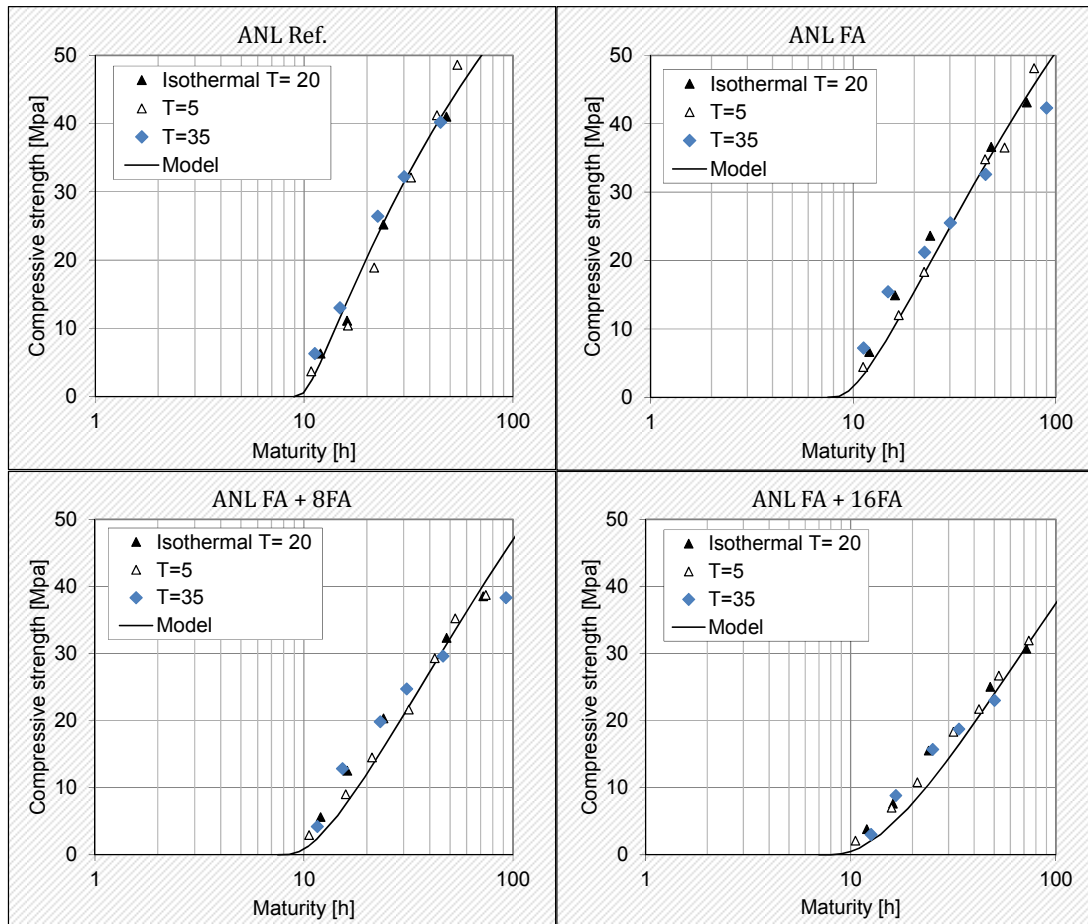 ANL Ref.
50
40
30
20
10
0
Compressive strength [Mpa]
Isothermal T= 20
T=5
T=35
Model
1
10
100
Maturity [h]
ANL FA
50
40
30
20
10
0
Compressive strength [Mpa]
Isothermal T= 20
T=5
T=35
Model
1
10
100
Maturity [h]
ANL FA + 8FA
50
40
30
20
10
0
Compressive strength [Mpa]
Isothermal T= 20
T=5
T=35
Model
1
10
100
Maturity [h]
ANL FA + 16FA
50
40
30
20
10
0
Compressive strength [Mpa]
Isothermal T= 20
T=5
T=35
Model
1
10
100
Maturity [h]